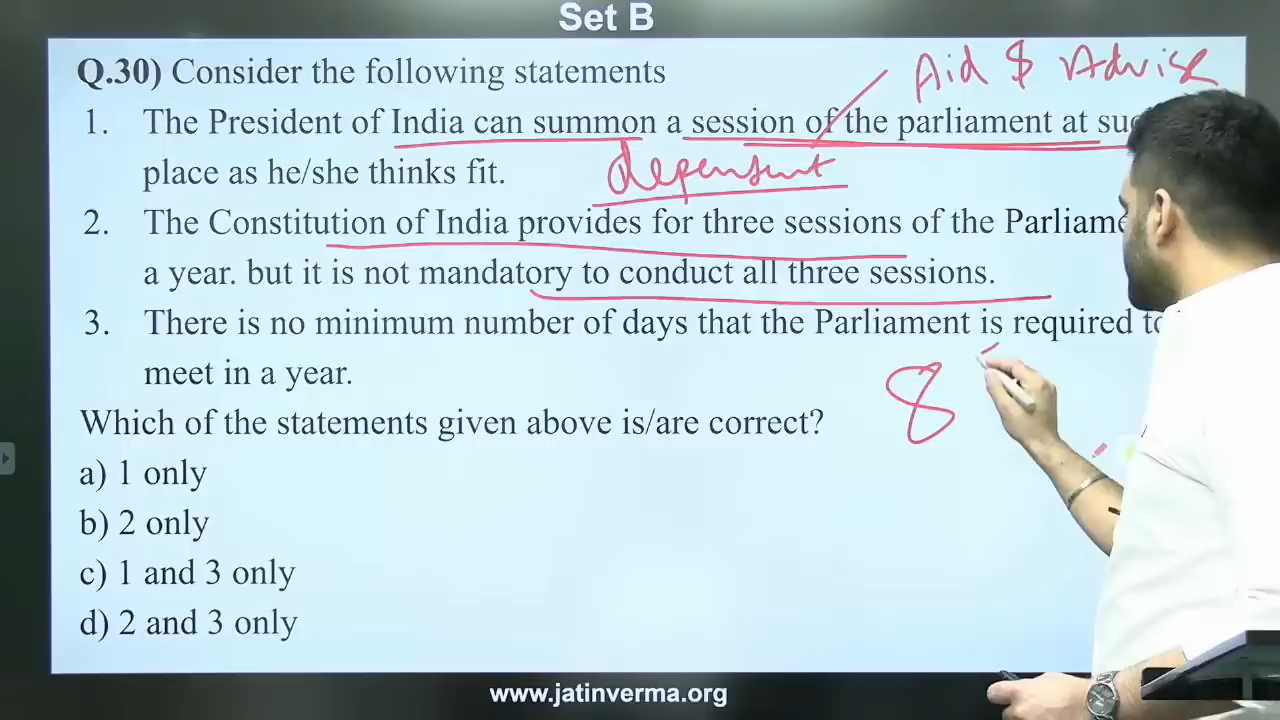 Set B
Q.30) Consider the following statements
Aid & Advise
1. The President of India can summon a session of the parliament at
place as he/she thinks fit.
dependent
2. The Constitution of India provides for three sessions of the
a year. but it is not mandatory to conduct all three sessions.
3. There is no minimum number of days that the Parliament is required to
meet in a year.
8
Which of the statements given above is/are correct?
a) 1 only
b) 2 only
c) 1 and 3 only
d) 2 and 3 only
www.jatinverma.org